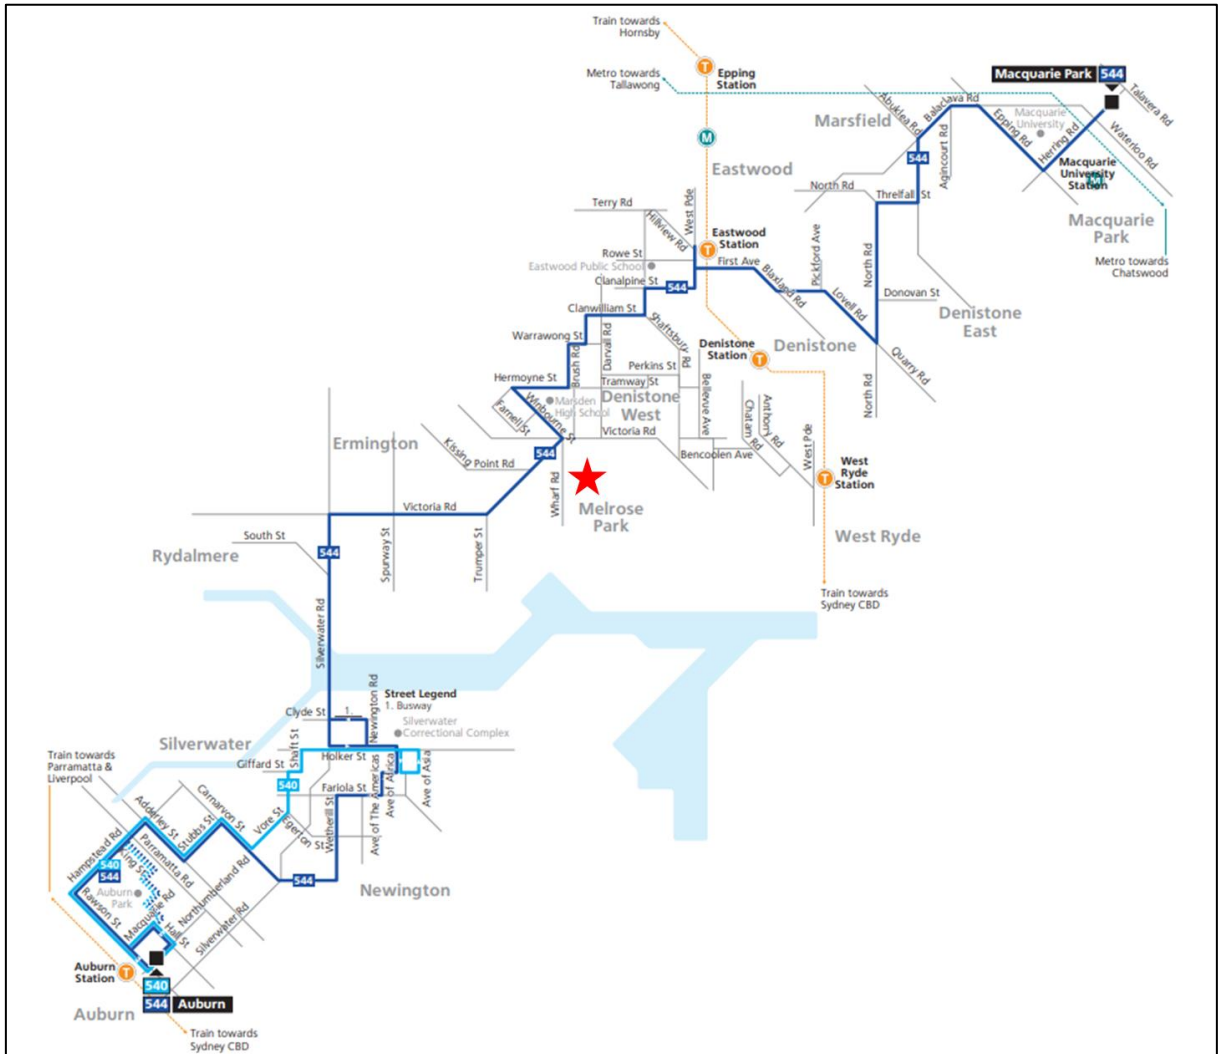 Train towards
Hornsby
Epping
Station
Metro towards
Tallawong
Macquarie Park 544
Talavera Rd
Abuklea Rd
Balaclava Rd
Epping Rd
Macquarie
University
Herring Rd
Waterloo Rd
Marsfield
M
Eastwood
544
Agincourt Rd
Macquarie
University
Station
M
North Rd
Threlfall St
Macquarie
Park
Metro towards
Chatswood
Terry Rd
Hillview Rd
West Pde
Eastwood
Station
Rowe St
Eastwood Public School
First Ave
Pickford Ave
North Rd
Clanalpine St
544
Blaxland Rd
Lovell Rd
Donovan St
Denistone
East
Clanwilliam St
Shaftsbury Rd
Warrawong St
Brush Rd
Darvall Rd
Denistone
Station
Denistone
Quarry Rd
Perkins St
Hermoyne St
Tramway St
Bellevue Ave
North Rd
Marsden
High School
Denistone
West
Farnell St
Winbourne St
Chatam Rd
Anthony Rd
Victoria Rd
West Pde
Ermington
Kissing Point Rd
544
Bencoolen Ave
West
Ryde
Station
Wharf Rd
Melrose
Park
Victoria Rd
West Ryde
South St
544
Rydalmere
Spurway St
Trumper St
Train towards
Sydney CBD
Silverwater Rd
Street Legend
1. Busway
Clyde St
1.
Newington Rd
Silverwater
Correctional Complex
Silverwater
Shaft St
Holker St
Giffard St
Train towards
Parramatta &
Liverpool
540
Fariola St
Ave of The Americas
Ave of Africa
Ave of Asia
Adderley St
Carnarvon St
Stubbs St
Vore St
Egerton St
Wetherill St
Hampstead Rd
Parramatta Rd
King St
540
544
544
Newington
Auburn
Park
Rawson St
Macquarie Rd
Hall St
Northumberland Rd
Silverwater Rd
Auburn
Station
T
540
544 Auburn
Auburn
Train towards
Sydney CBD